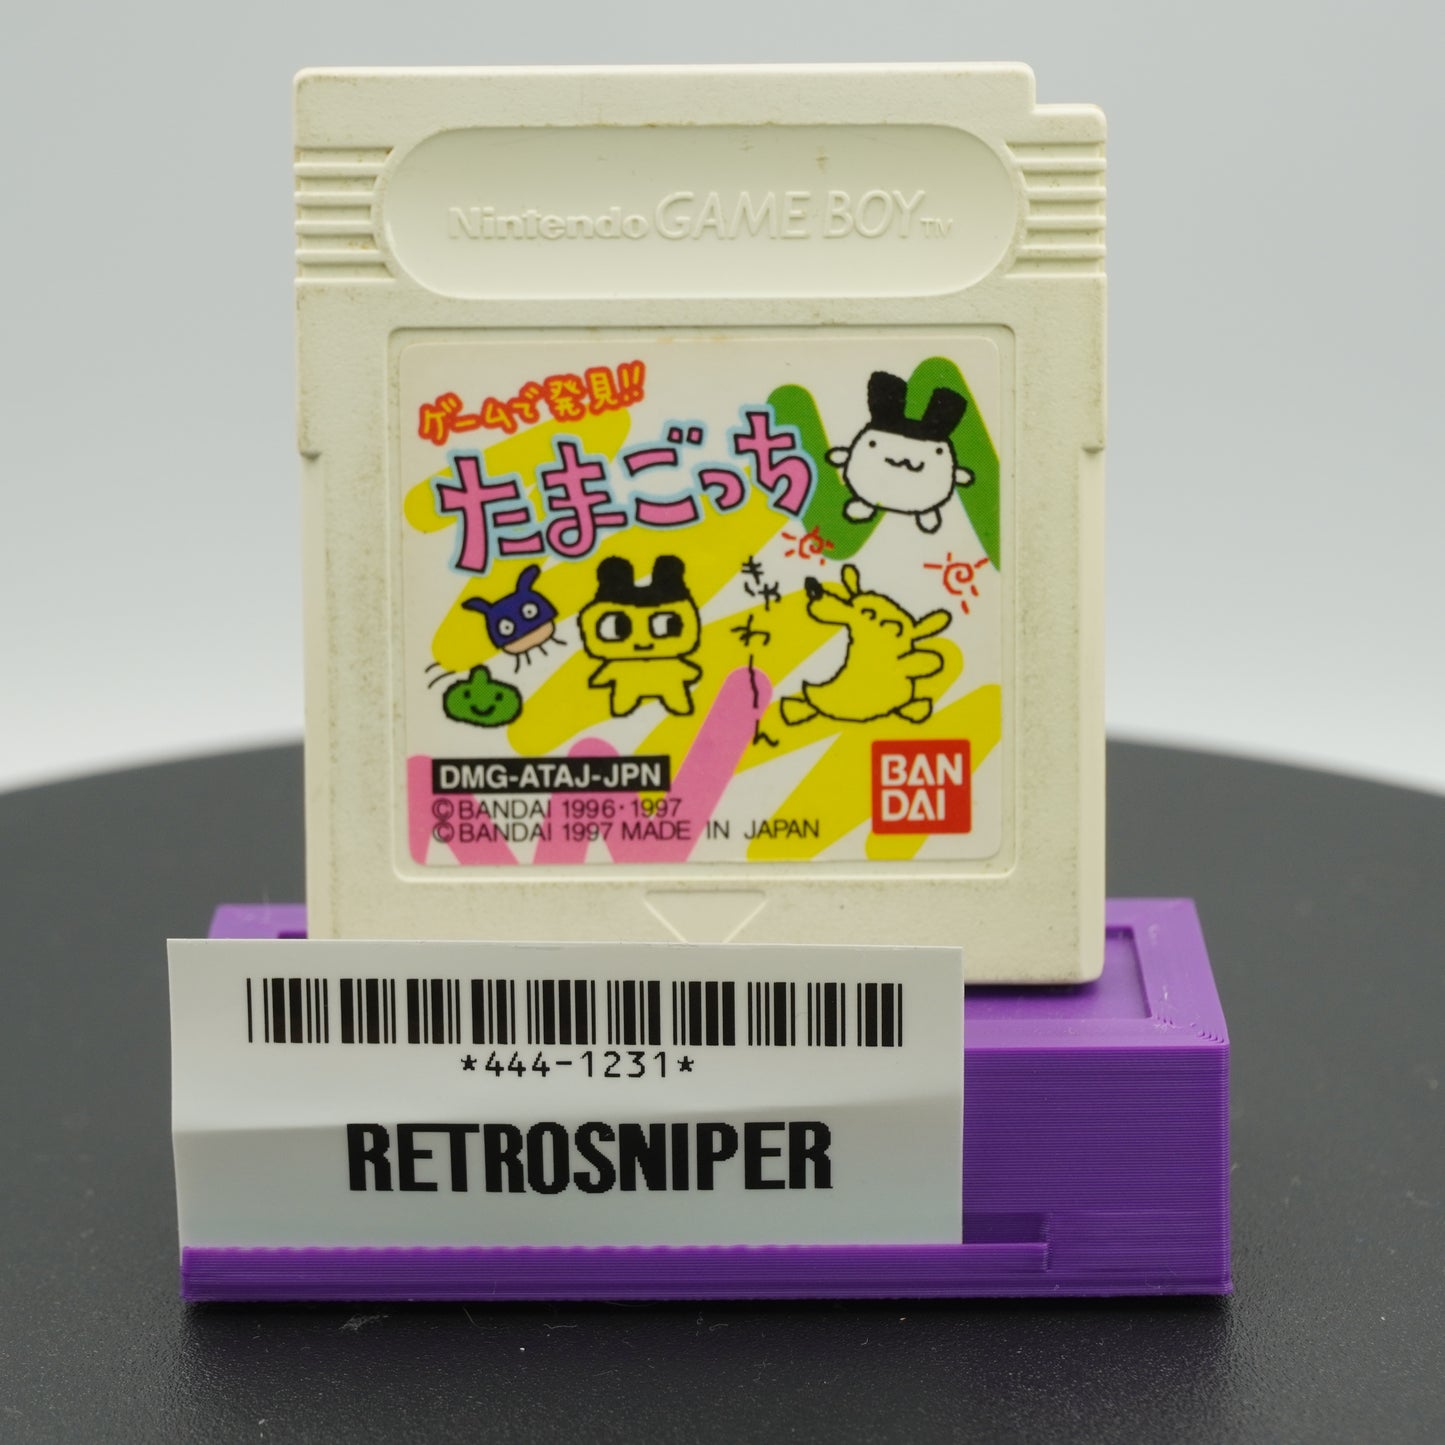 Nintendo GAME BOY TM
ゲームで発見!!
たまごっち
きゃわーん
DMG-ATAJ-JPN
©BANDAI 1996・1997
©BANDAI 1997 MADE IN JAPAN
BAN
DAI
*444-1231*
RETROSNIPER